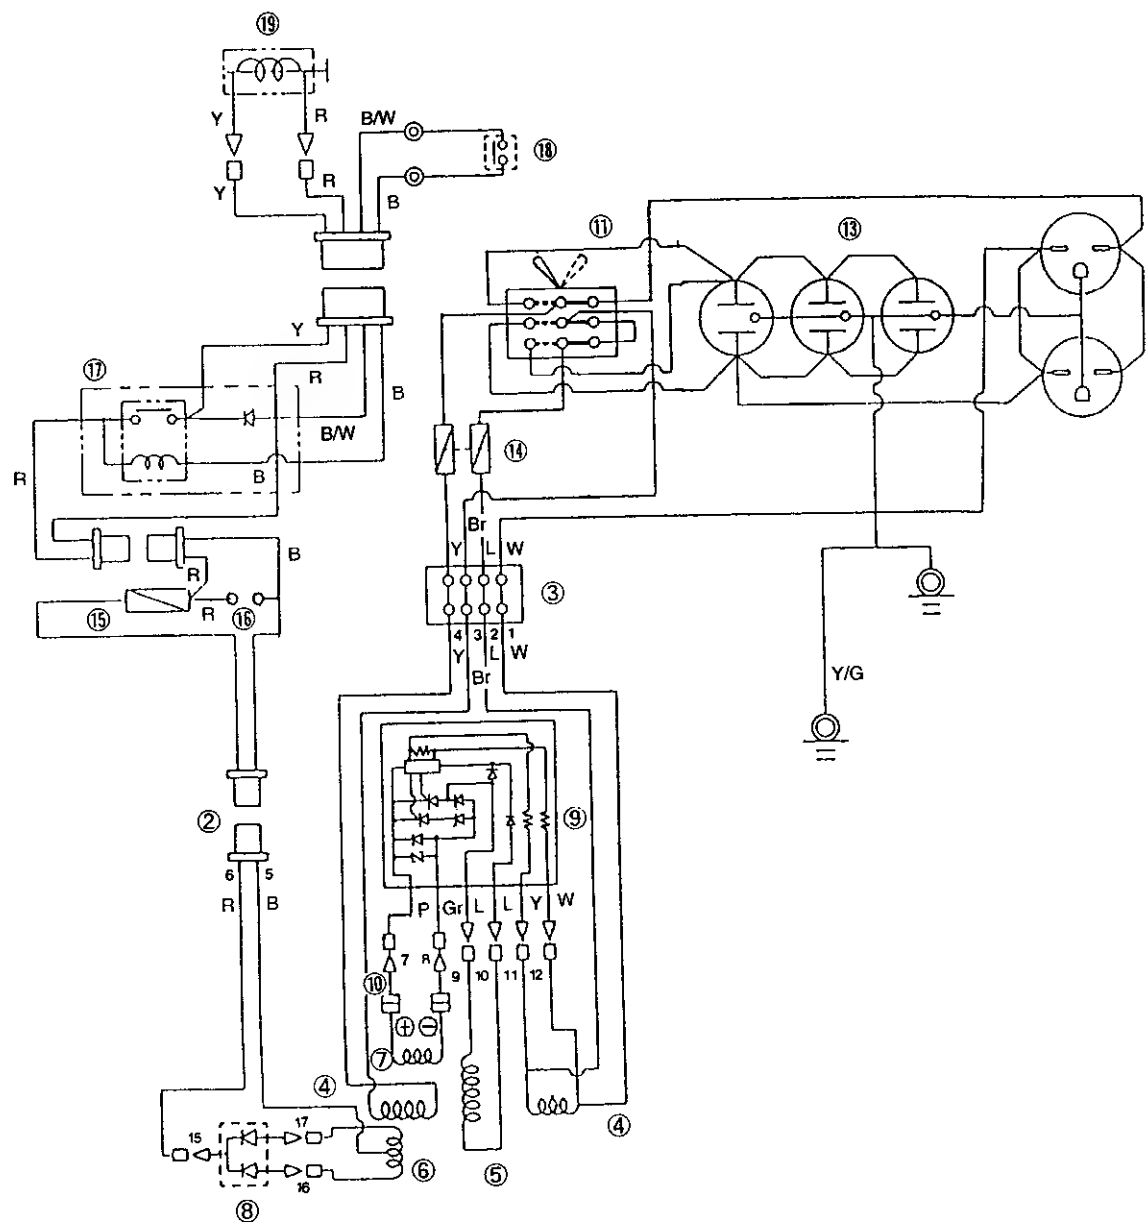 ⑲
Y R B/W
⑱
Y R B
⑪ ⑬
Y
⑰ R B
B/W
R B
⑭
Br
Y L W
B
R
③
⑮ R ⑯
4 3 2 1
Y L W
Br
Y/G
② ⑨
6 5
R B
P Gr L L Y W
7 8
⑩ 9 10 11 12
⊕ ⊖
⑦
④
④
17
15
⑥ ⑤
16
⑧